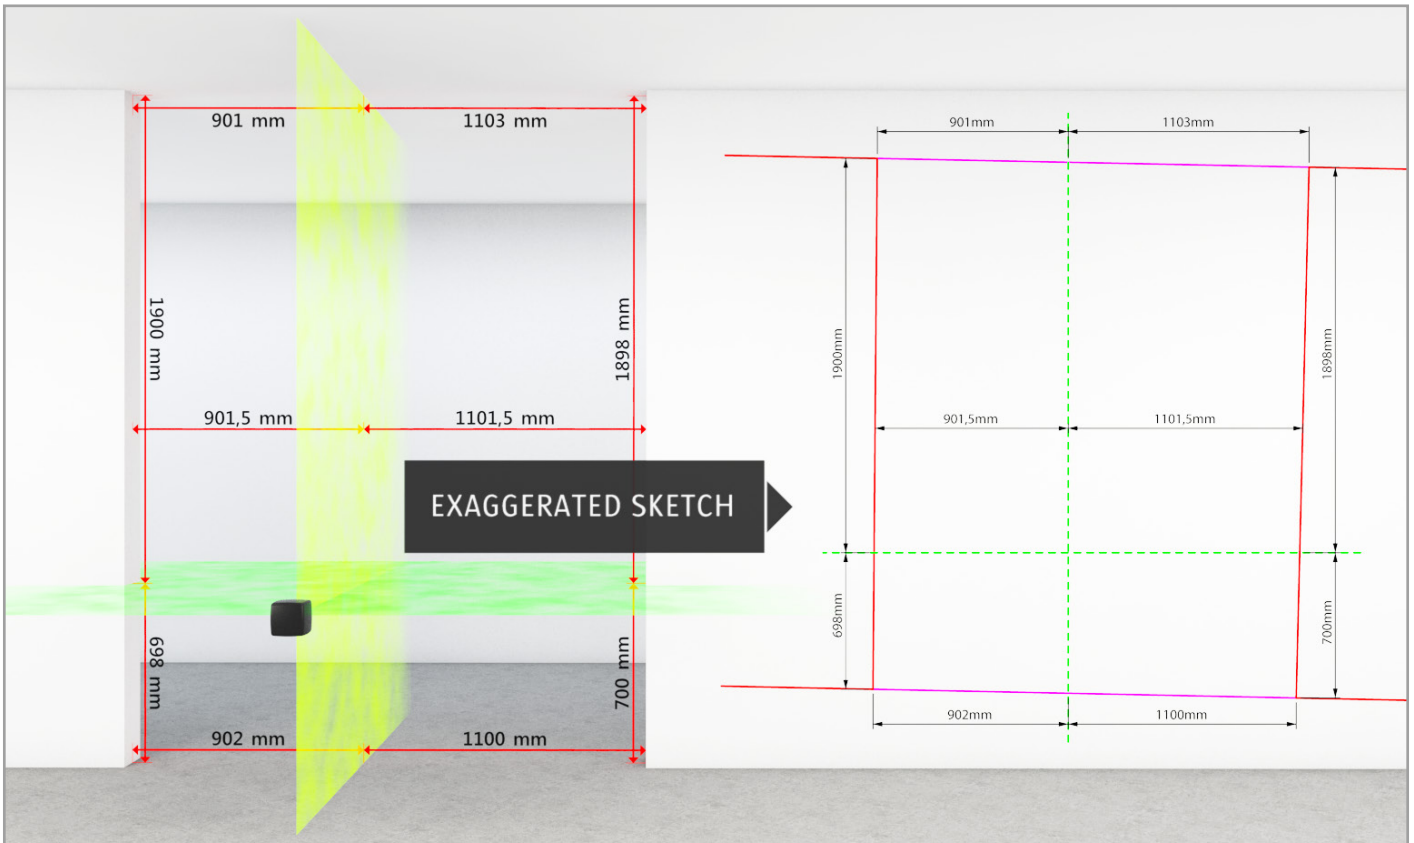 901 mm
1103 mm
1900 mm
1898 mm
901,5 mm
1101,5 mm
EXAGGERATED SKETCH
698 mm
700 mm
902 mm
1100 mm
901mm
1103mm
1900mm
1898mm
901,5mm
1101,5mm
698mm
700mm
902mm
1100mm